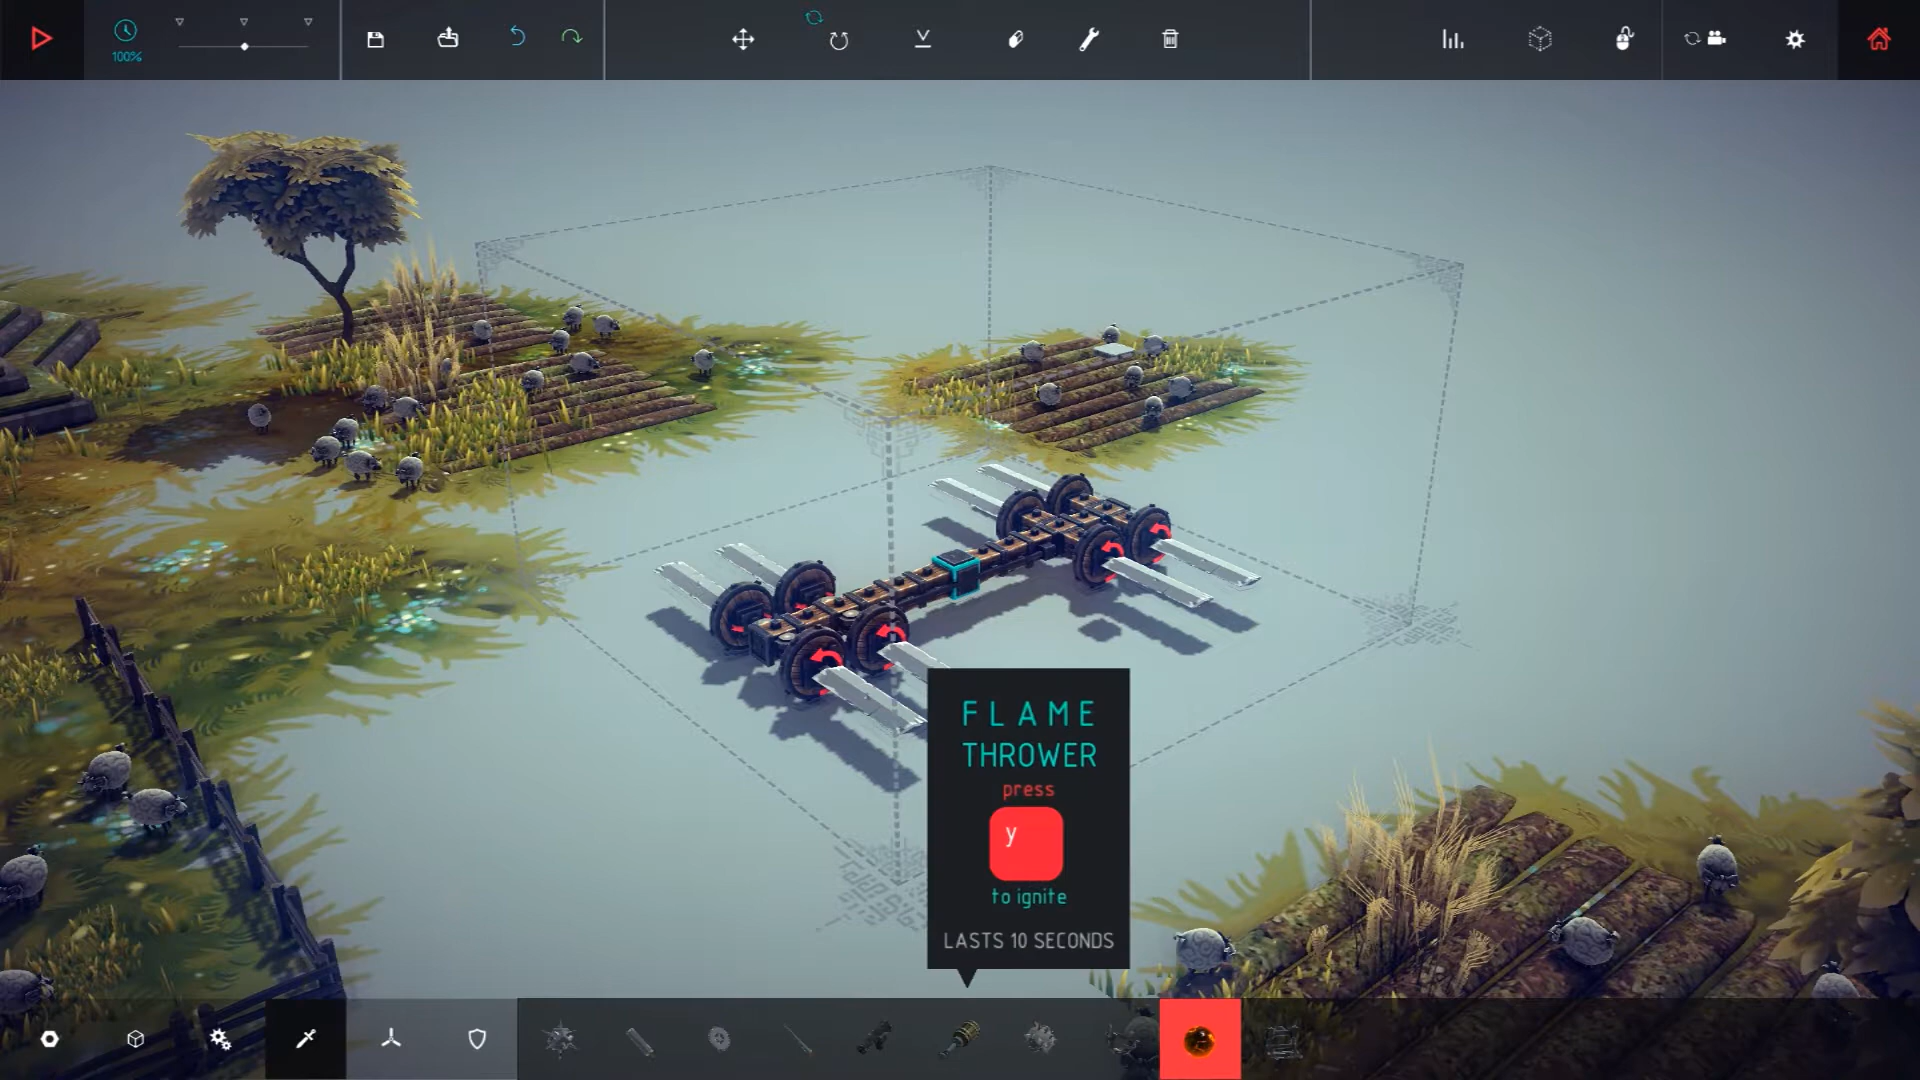 100%
FLAME
THROWER
press
y
to ignite
LASTS 10 SECONDS